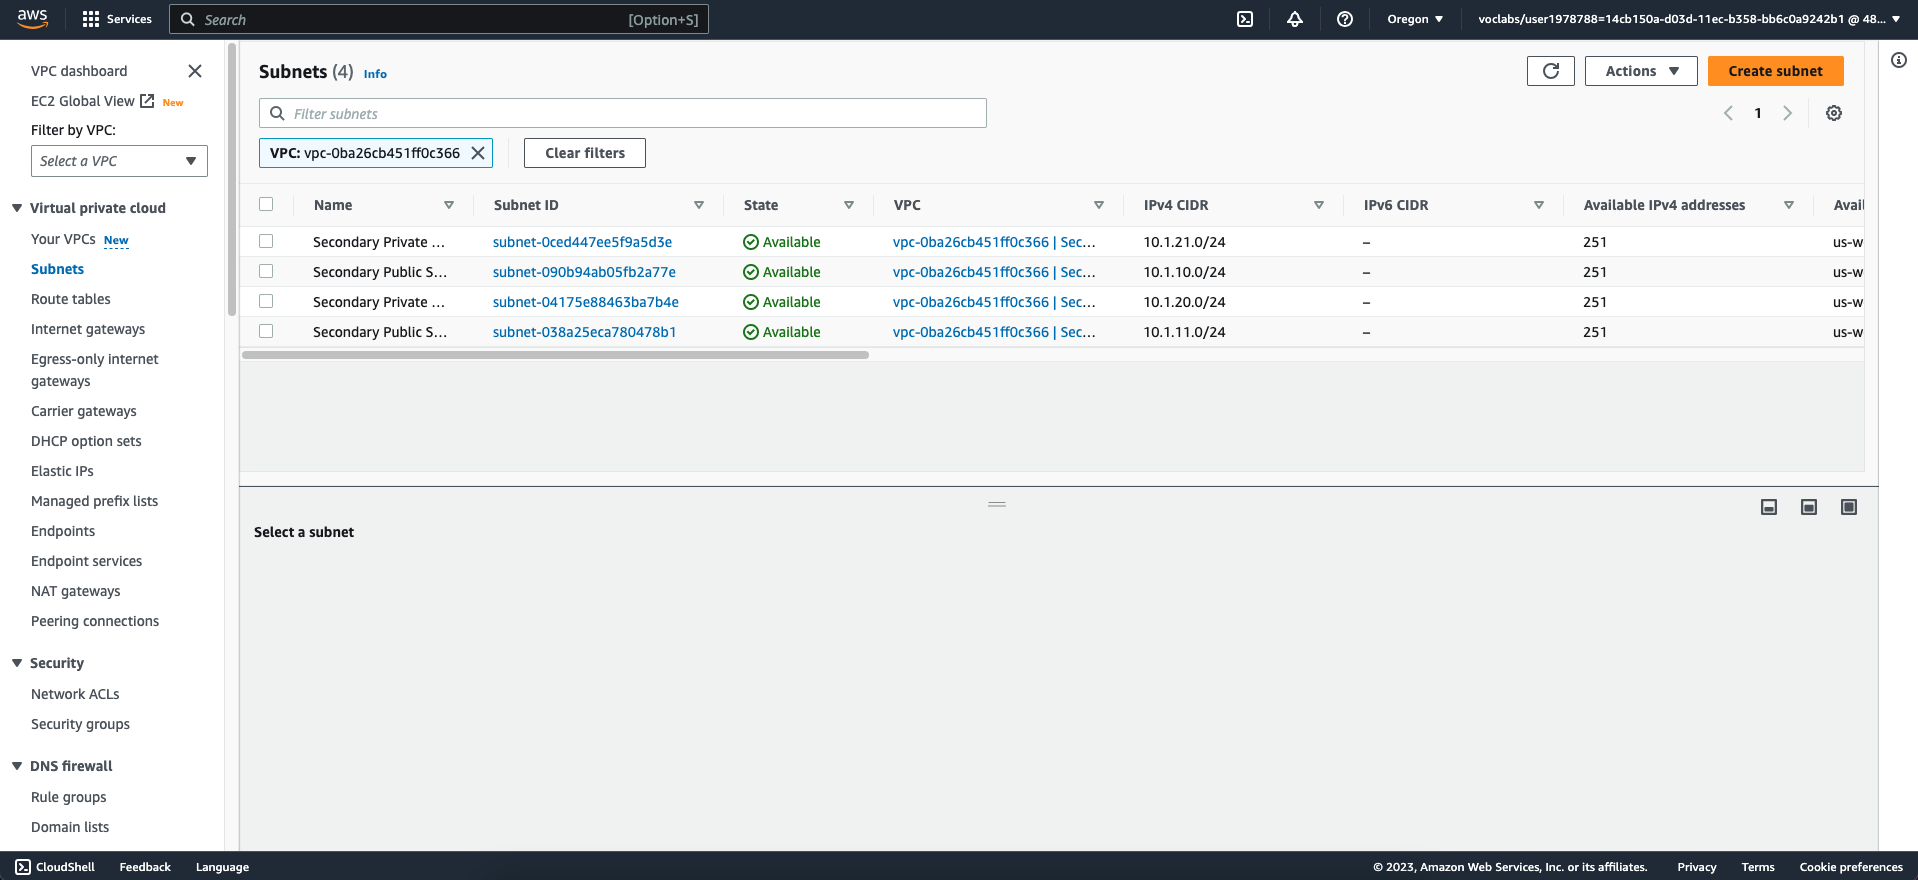 aws Services Search [Option+S] Oregon voclabs/user1978788=14cb150a-d03d-11ec-b358-bb6c0a9242b1 @ 48...
VPC dashboard
EC2 Global View New
Filter by VPC:
Select a VPC
Virtual private cloud
Your VPCs New
Subnets
Route tables
Internet gateways
Egress-only internet
gateways
Carrier gateways
DHCP option sets
Elastic IPs
Managed prefix lists
Endpoints
Endpoint services
NAT gateways
Peering connections
Security
Network ACLs
Security groups
DNS firewall
Rule groups
Domain lists
Subnets (4) Info
Actions
Create subnet
Filter subnets
1
VPC: vpc-0ba26cb451ff0c366
Clear filters
Name Subnet ID State VPC IPv4 CIDR IPv6 CIDR Available IPv4 addresses Avail
Secondary Private ... subnet-0ced447ee5f9a5d3e Available vpc-0ba26cb451ff0c366 | Sec... 10.1.21.0/24 – 251 us-w
Secondary Public S... subnet-090b94ab05fb2a77e Available vpc-0ba26cb451ff0c366 | Sec... 10.1.10.0/24 – 251 us-w
Secondary Private ... subnet-04175e88463ba7b4e Available vpc-0ba26cb451ff0c366 | Sec... 10.1.20.0/24 – 251 us-w
Secondary Public S... subnet-038a25eca780478b1 Available vpc-0ba26cb451ff0c366 | Sec... 10.1.11.0/24 – 251 us-w
Select a subnet
CloudShell Feedback Language © 2023, Amazon Web Services, Inc. or its affiliates. Privacy Terms Cookie preferences